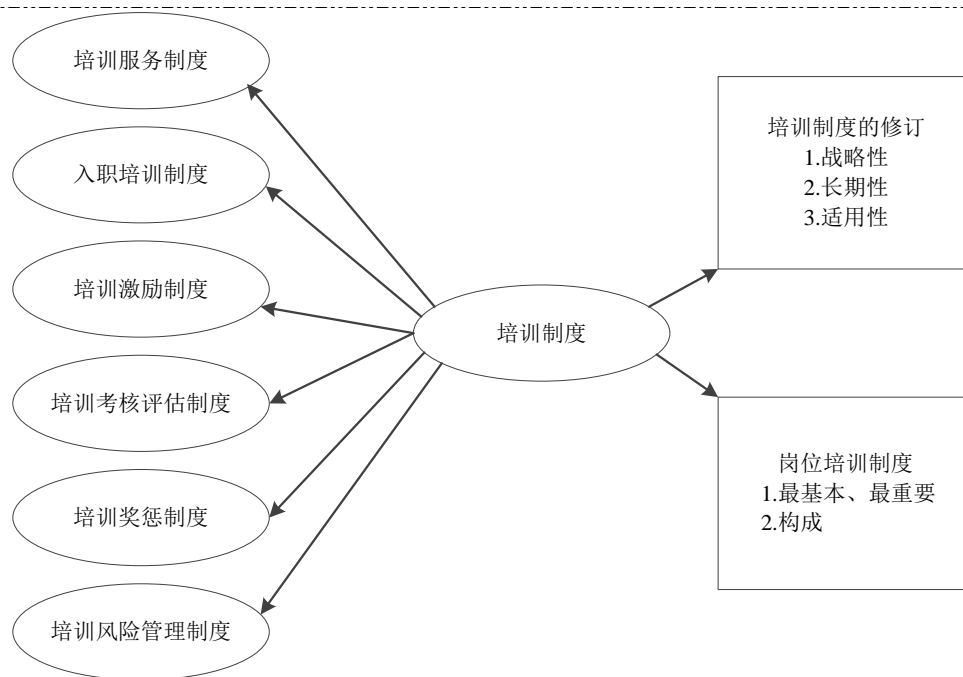 培训服务制度
入职培训制度
培训激励制度
培训考核评估制度
培训奖惩制度
培训风险管理制度
培训制度
培训制度的修订
1.战略性
2.长期性
3.适用性
岗位培训制度
1.最基本、最重要
2.构成